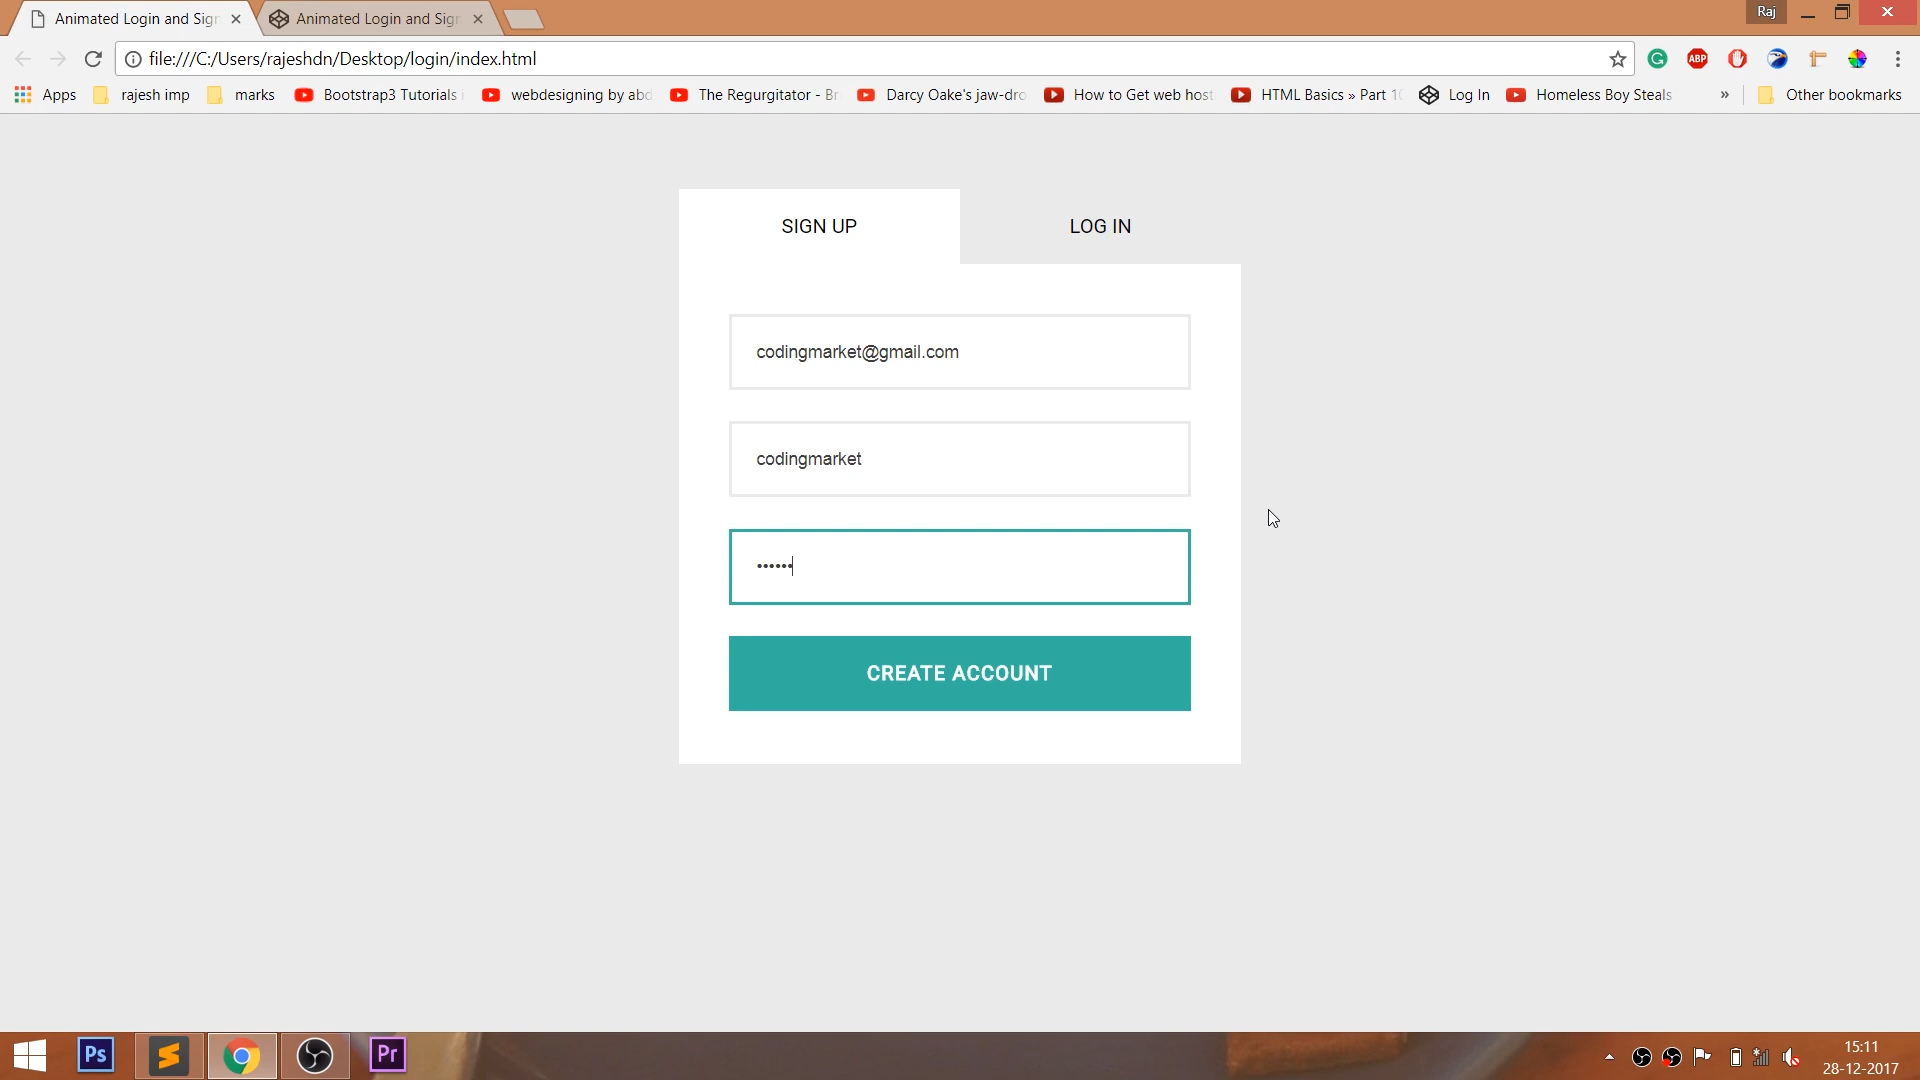 Animated Login and Sign
Animated Login and Sign
Raj
file:///C:/Users/rajeshdn/Desktop/login/index.html
ABP
Apps
rajesh imp
marks
Bootstrap3 Tutorials
webdesigning by abd
The Regurgitator - Br
Darcy Oake's jaw-dro
How to Get web host
HTML Basics » Part 10
Log In
Homeless Boy Steals
»
Other bookmarks
SIGN UP
LOG IN
codingmarket@gmail.com
codingmarket
••••••
CREATE ACCOUNT
Ps
Pr
15:11
28-12-2017